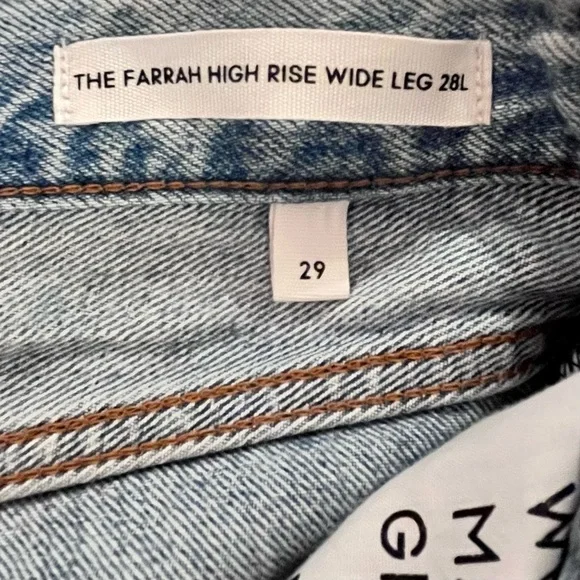 THE FARRAH HIGH RISE WIDE LEG 28L
29